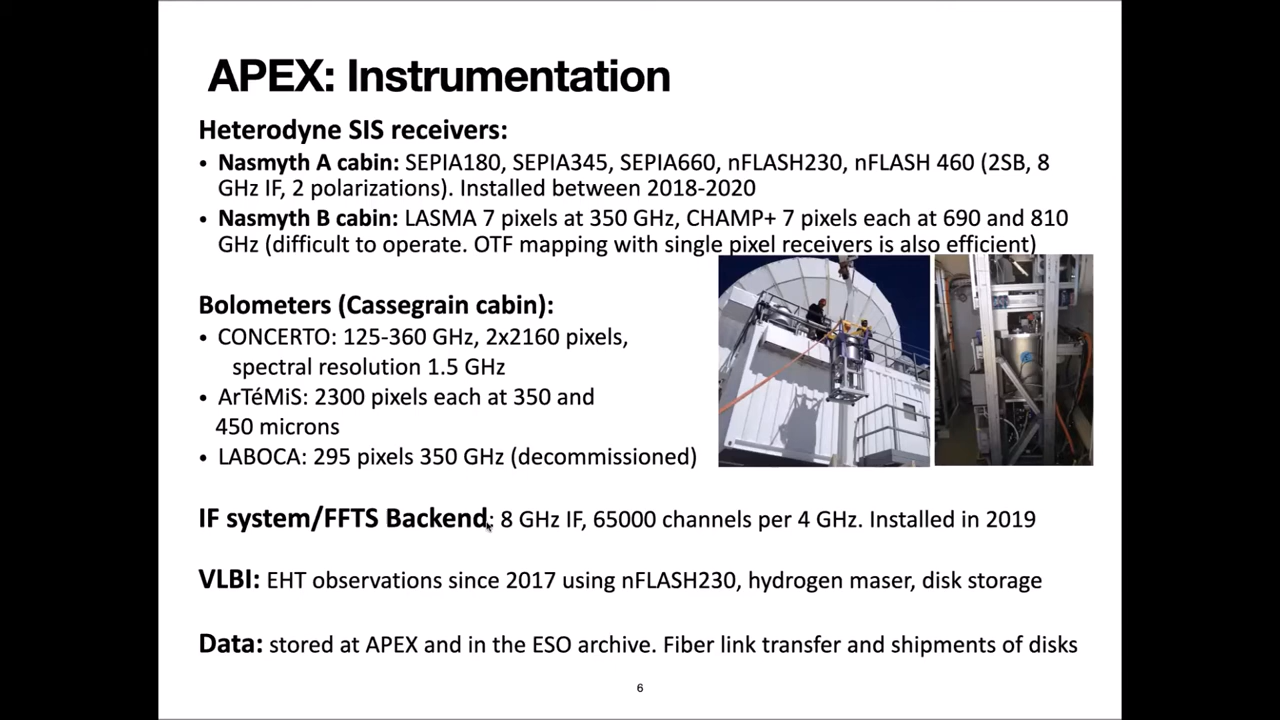 APEX: Instrumentation
Heterodyne SIS receivers:
• Nasmyth A cabin: SEPIA180, SEPIA345, SEPIA660, nFLASH230, nFLASH 460 (2SB, 8
GHz IF, 2 polarizations). Installed between 2018-2020
• Nasmyth B cabin: LASMA 7 pixels at 350 GHz, CHAMP+ 7 pixels each at 690 and 810
GHz (difficult to operate. OTF mapping with single pixel receivers is also efficient)
Bolometers (Cassegrain cabin):
• CONCERTO: 125-360 GHz, 2x2160 pixels,
spectral resolution 1.5 GHz
• ArTéMiS: 2300 pixels each at 350 and
450 microns
• LABOCA: 295 pixels 350 GHz (decommissioned)
IF system/FFTS Backend: 8 GHz IF, 65000 channels per 4 GHz. Installed in 2019
VLBI: EHT observations since 2017 using nFLASH230, hydrogen maser, disk storage
Data: stored at APEX and in the ESO archive. Fiber link transfer and shipments of disks
6